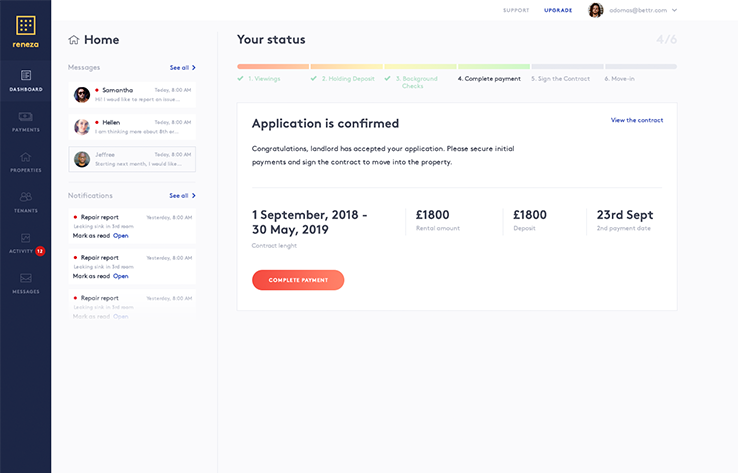 SUPPORT
UPGRADE
adamas@bettr.com
reneza
DASHBOARD
PAYMENTS
PROPERTIES
TENANTS
ACTIVITY
12
MESSAGES
Home
Messages
See all
Samantha
Today, 8:00 AM
Hi! I would like to report an issue...
Hellen
Today, 8:00 AM
I am thinking more about 8th or...
Jeffree
Today, 8:00 AM
Starting next month, I would like...
Notifications
See all
Repair report
Yesterday, 8:00 AM
Leaking sink in 3rd room
Mark as read Open
Repair report
Yesterday, 8:00 AM
Leaking sink in 3rd room
Mark as read Open
Repair report
Yesterday, 8:00 AM
Leaking sink in 3rd room
Mark as read Open
Your status
4/6
1. Viewings
2. Holding Deposit
3. Background
Checks
4. Complete payment
5. Sign the Contract
6. Move-in
Application is confirmed
View the contract
Congratulations, landlord has accepted your application. Please secure initial
payments and sign the contract to move into the property.
1 September, 2018 -
30 May, 2019
Contract lenght
£1800
Rental amount
£1800
Deposit
23rd Sept
2nd payment date
COMPLETE PAYMENT